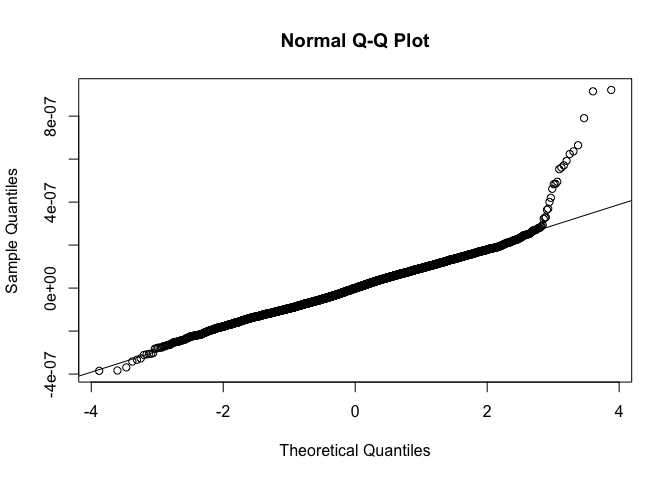 Normal Q-Q Plot
Sample Quantiles
8e-07
4e-07
0e+00
-4e-07
-4 -2 0 2 4
Theoretical Quantiles